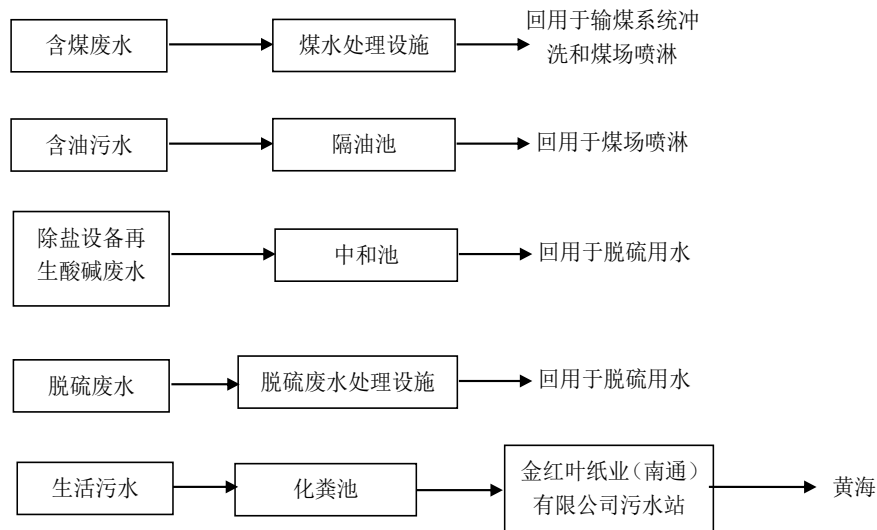 含煤废水
煤水处理设施
回用于输煤系统冲
洗和煤场喷淋
含油污水
隔油池
回用于煤场喷淋
除盐设备再
生酸碱废水
中和池
回用于脱硫用水
脱硫废水
脱硫废水处理设施
回用于脱硫用水
生活污水
化粪池
金红叶纸业（南通）
有限公司污水站
黄海